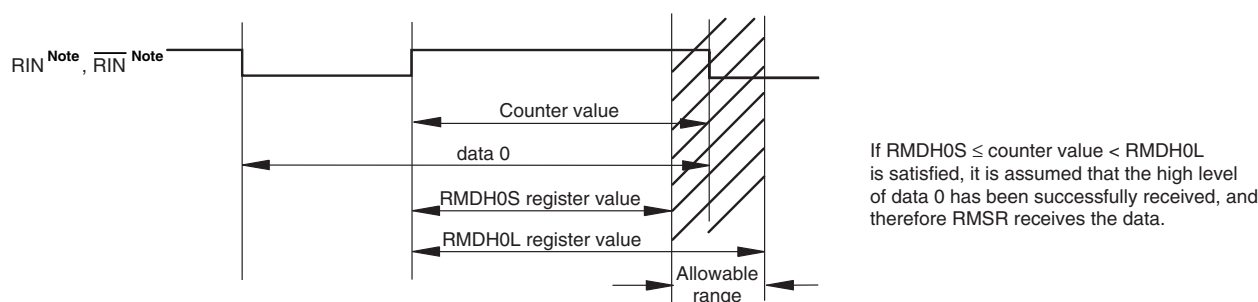 RIN Note, RIN Note
Counter value
data 0
RMDH0S register value
RMDH0L register value
Allowable
range
If RMDH0S ≤ counter value < RMDH0L
is satisfied, it is assumed that the high level
of data 0 has been successfully received, and
therefore RMSR receives the data.